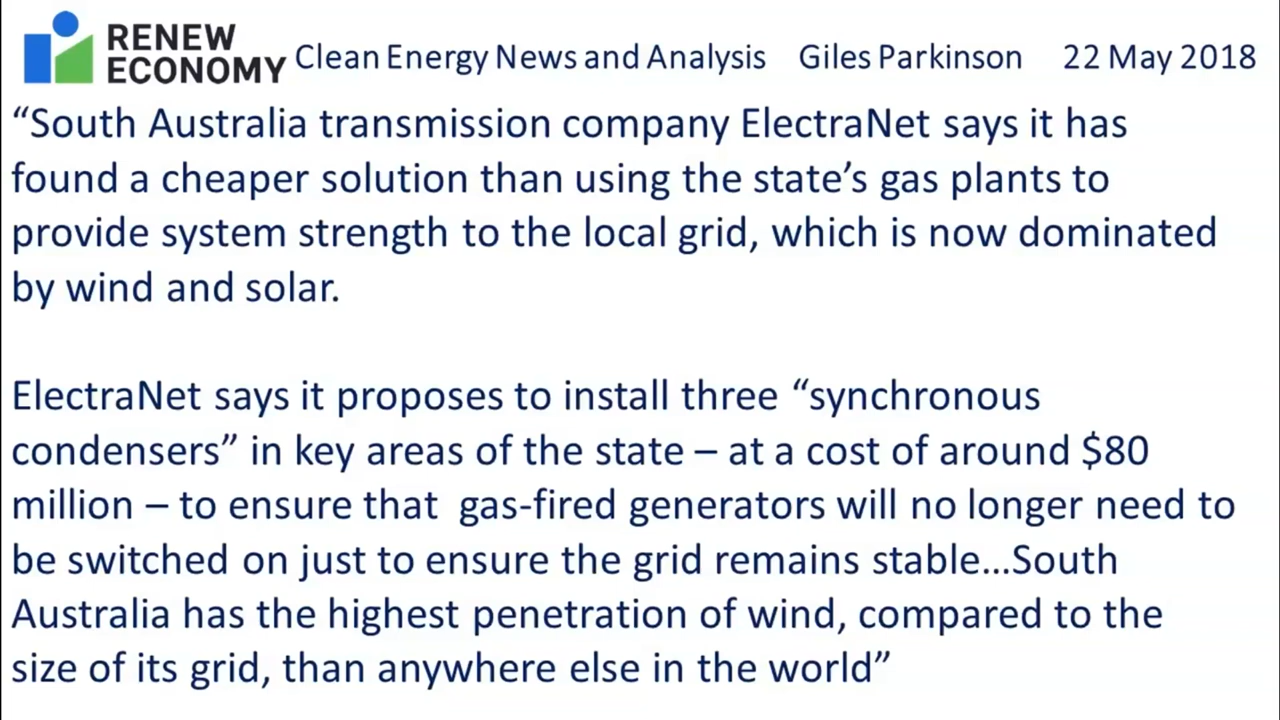 RENEW
ECONOMY Clean Energy News and Analysis Giles Parkinson 22 May 2018
“South Australia transmission company ElectraNet says it has
found a cheaper solution than using the state’s gas plants to
provide system strength to the local grid, which is now dominated
by wind and solar.
ElectraNet says it proposes to install three “synchronous
condensers” in key areas of the state – at a cost of around $80
million – to ensure that gas-fired generators will no longer need to
be switched on just to ensure the grid remains stable…South
Australia has the highest penetration of wind, compared to the
size of its grid, than anywhere else in the world”